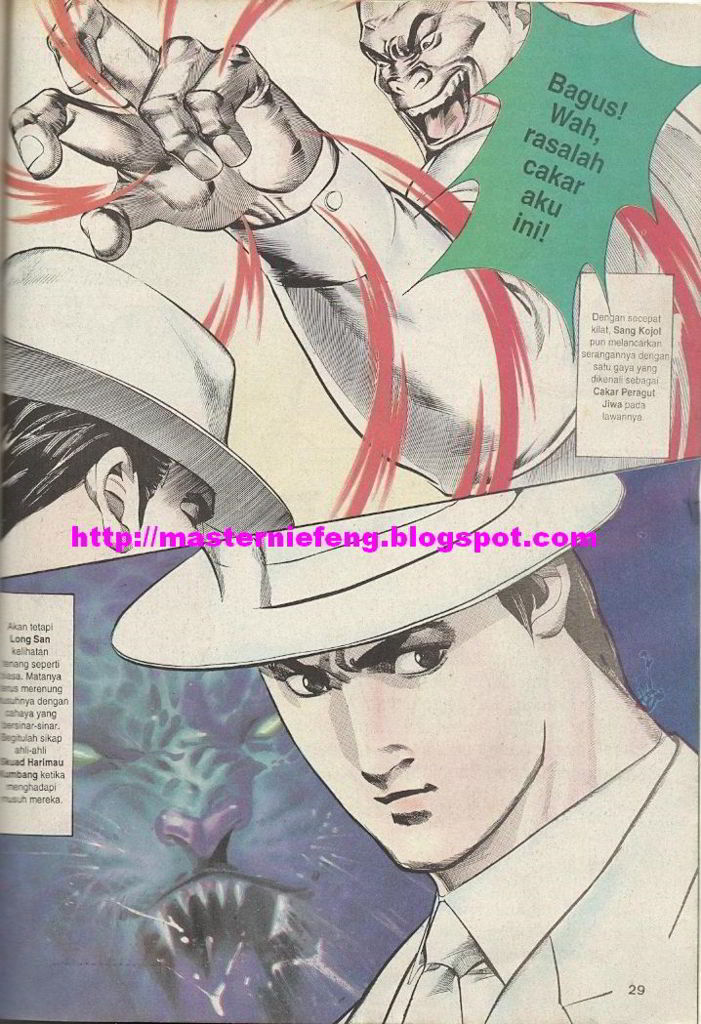 Bagus!
Wah,
rasalah
cakar
aku
ini!
Dengan secepat
kilat, Sang Kojot
pun melancarkan
serangannya dengan
satu gaya yang
dikenali sebagai
Cakar Peragut
Jiwa pada
lawannya.
http://masterniefeng.blogspot.com
Akan tetapi
Long San
kelihatan
tenang seperti
biasa. Matanya
terus merenung
musuhnya dengan
cahaya yang
bersinar-sinar.
Begitulah sikap
ahli-ahli
Skuad Harimau
Kumbang ketika
menghadapi
musuh mereka.
29